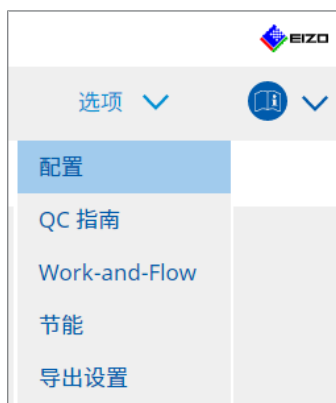 EIZO
选项
配置
QC 指南
Work-and-Flow
节能
导出设置